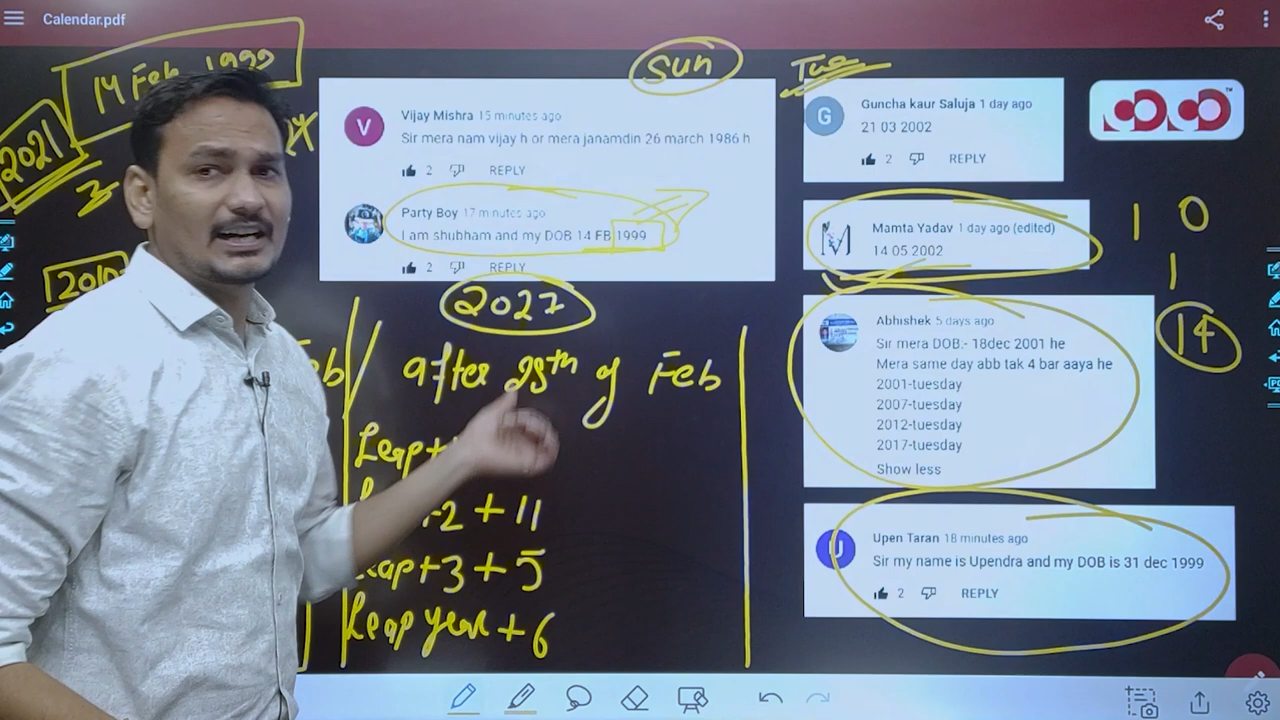 Calendar.pdf
14 Feb 1999
2021
3
2010
Sun
Tue
V
Vijay Mishra 15 minutes ago
Sir mera nam vijay h or mera janamdin 26 march 1986 h
2 REPLY
Party Boy 17 minutes ago
I am shubham and my DOB 14 FB 1999
2 REPLY
2027
after 28th of Feb
Leap+
+2 + 11
Leap+3 + 5
Leap year + 6
G
Guncha kaur Saluja 1 day ago
21 03 2002
2 REPLY
Mamta Yadav 1 day ago (edited)
14 05 2002
1 0
1
14
Abhishek 5 days ago
Sir mera DOB:- 18dec 2001 he
Mera same day abb tak 4 bar aaya he
2001-tuesday
2007-tuesday
2012-tuesday
2017-tuesday
Show less
U
Upen Taran 18 minutes ago
Sir my name is Upendra and my DOB is 31 dec 1999
2 REPLY